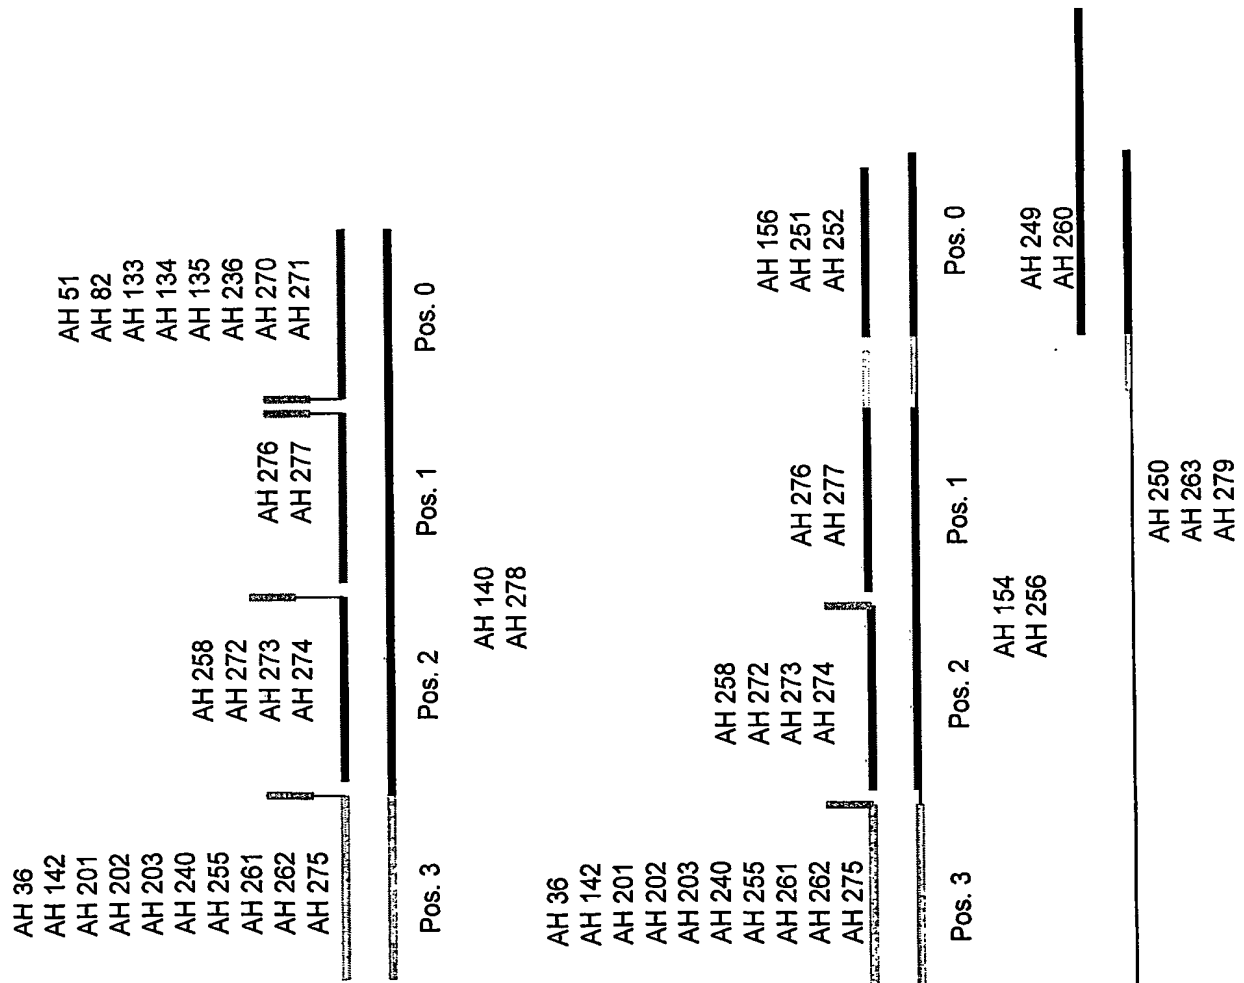 AH 36
AH 142
AH 201
AH 202
AH 203
AH 240
AH 255
AH 261
AH 262
AH 275
Pos. 3
AH 258
AH 272
AH 273
AH 274
Pos. 2
AH 276
AH 277
Pos. 1
AH 51
AH 82
AH 133
AH 134
AH 135
AH 236
AH 270
AH 271
Pos. 0
AH 140
AH 278
AH 36
AH 142
AH 201
AH 202
AH 203
AH 240
AH 255
AH 261
AH 262
AH 275
Pos. 3
AH 258
AH 272
AH 273
AH 274
Pos. 2
AH 276
AH 277
Pos. 1
AH 156
AH 251
AH 252
Pos. 0
AH 154
AH 256
AH 249
AH 260
AH 250
AH 263
AH 279